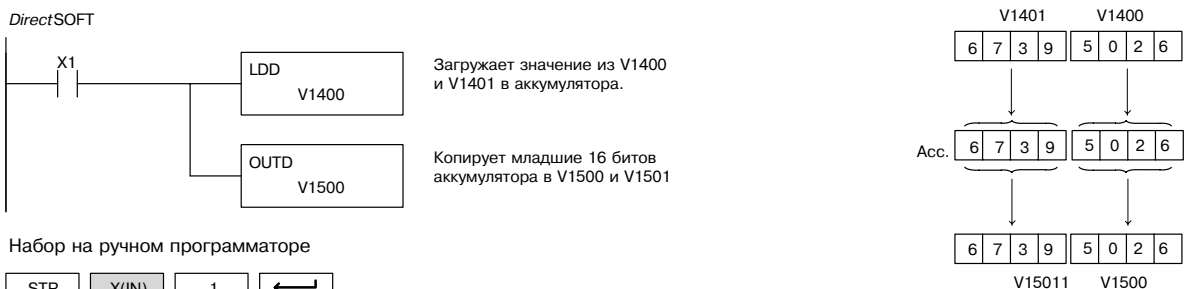 DirectSOFT
X1
LDD
V1400
Загружает значение из V1400
и V1401 в аккумулятора.
OUTD
V1500
Копирует младшие 16 битов
аккумулятора в V1500 и V1501
V1401 V1400
6 7 3 9 5 0 2 6
Acc. 6 7 3 9 5 0 2 6
6 7 3 9 5 0 2 6
V15011 V1500
Набор на ручном программаторе
STR X(IN) 1